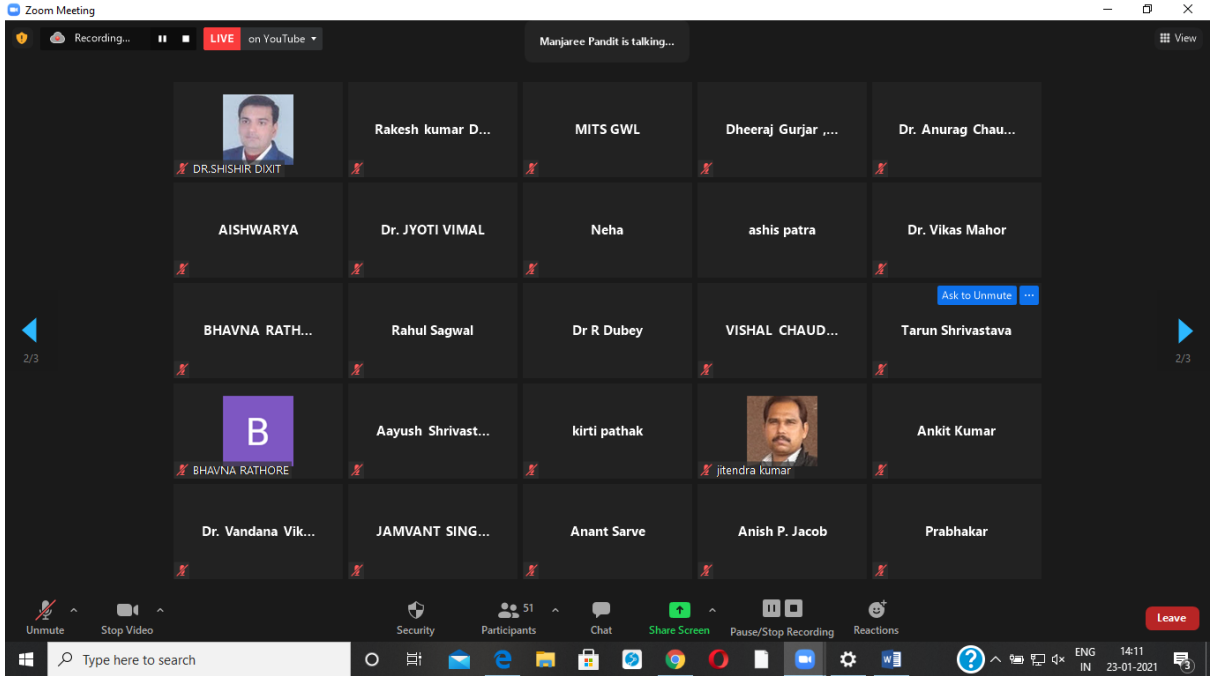 Zoom Meeting
Recording... LIVE on YouTube
Manjaree Pandit is talking...
View
DR.SHISHIR DIXIT
Rakesh kumar D...
MITS GWL
Dheeraj Gurjar ,...
Dr. Anurag Chau...
AISHWARYA
Dr. JYOTI VIMAL
Neha
ashis patra
Dr. Vikas Mahor
Ask to Unmute ...
BHAVNA RATH...
Rahul Sagwal
Dr R Dubey
VISHAL CHAUD...
Tarun Shrivastava
2/3
2/3
B
BHAVNA RATHORE
Aayush Shrivast...
kirti pathak
jitendra kumar
Ankit Kumar
Dr. Vandana Vik...
JAMVANT SING...
Anant Sarve
Anish P. Jacob
Prabhakar
Unmute
Stop Video
Security
51
Participants
Chat
Share Screen
Pause/Stop Recording
Reactions
Leave
Type here to search
ENG
IN
14:11
23-01-2021
3